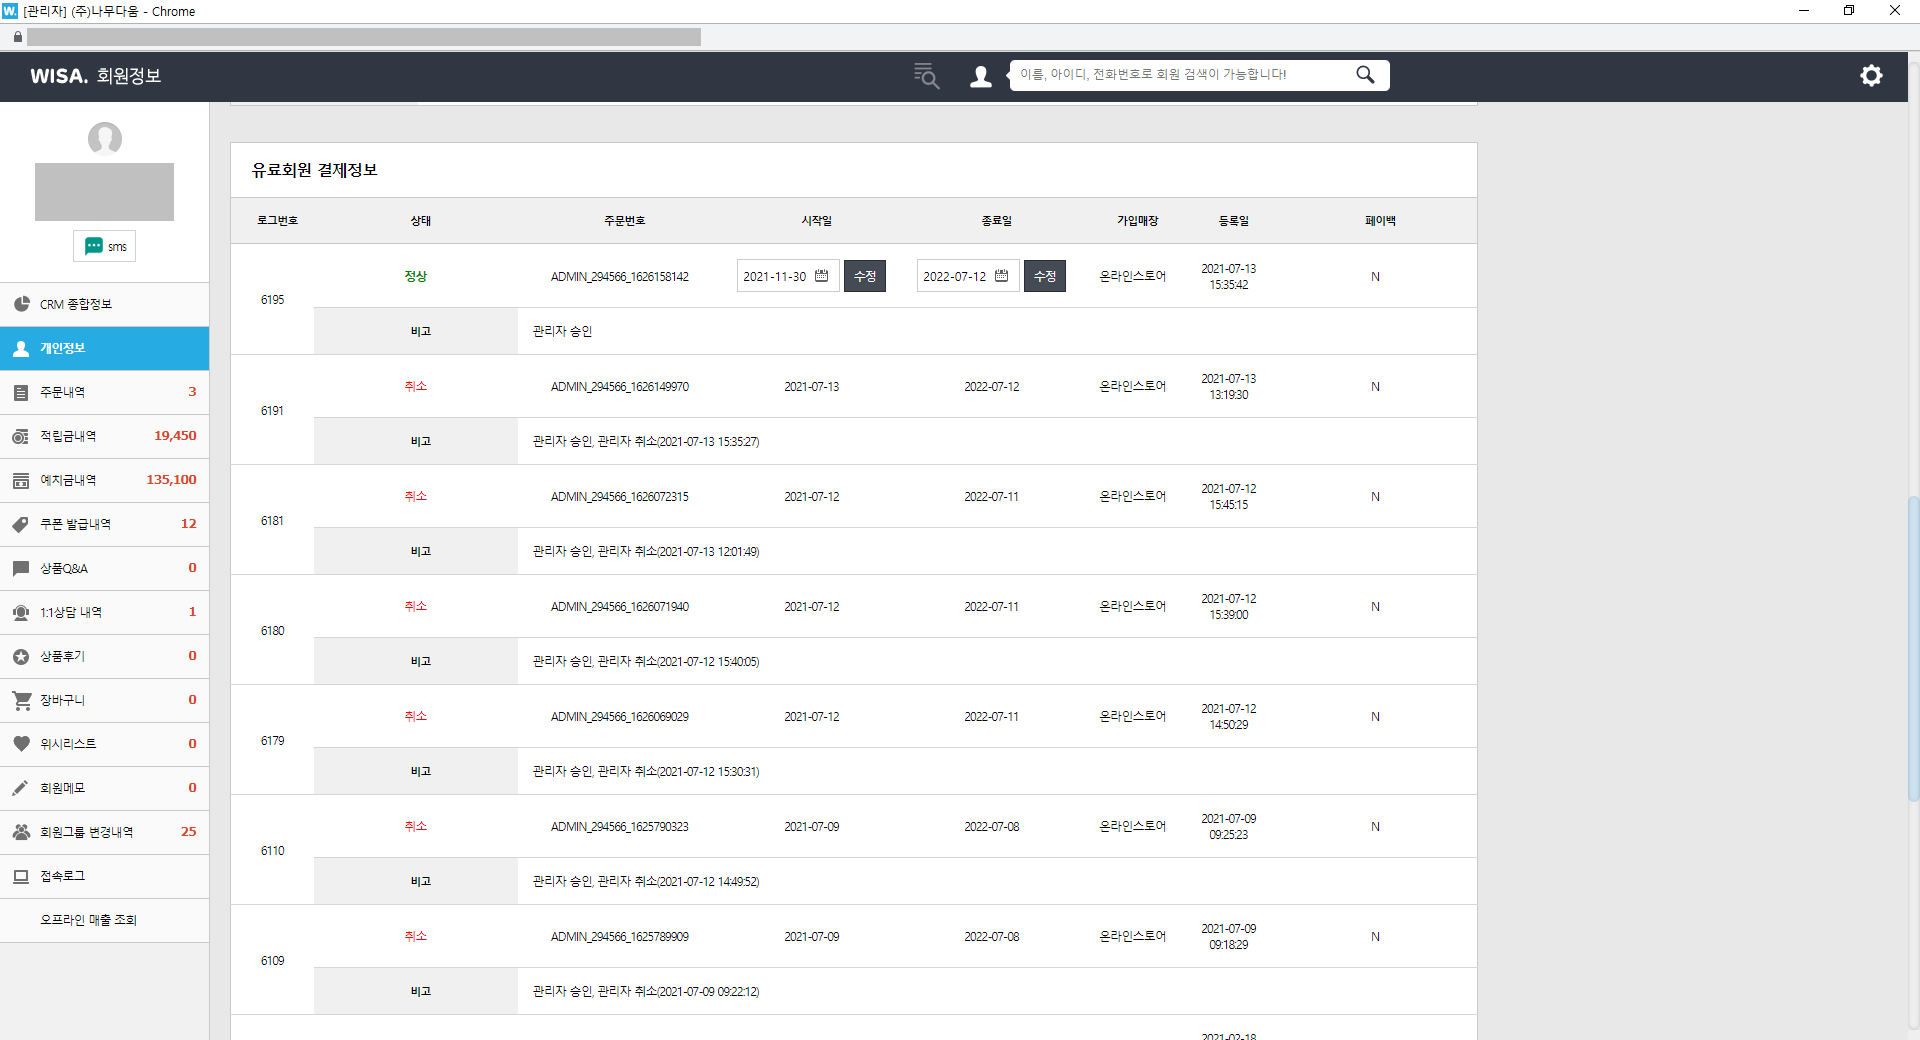 W. [관리자] (주)나무다움 - Chrome
WISA. 회원정보
이름, 아이디, 전화번호로 회원 검색이 가능합니다!
sms
CRM 종합정보
개인정보
주문내역 3
적립금내역 19,450
예치금내역 135,100
쿠폰 발급내역 12
상품Q&A 0
1:1상담 내역 1
상품후기 0
장바구니 0
위시리스트 0
회원메모 0
회원그룹 변경내역 25
접속로그
오프라인 매출 조회
유료회원 결제정보
로그번호 상태 주문번호 시작일 종료일 가입매장 등록일 페이백
6195 정상 ADMIN_294566_1626158142 2021-11-30 수정 2022-07-12 수정 온라인스토어 2021-07-13 15:35:42 N
비고 관리자 승인
6191 취소 ADMIN_294566_1626149970 2021-07-13 2022-07-12 온라인스토어 2021-07-13 13:19:30 N
비고 관리자 승인, 관리자 취소(2021-07-13 15:35:27)
6181 취소 ADMIN_294566_1626072315 2021-07-12 2022-07-11 온라인스토어 2021-07-12 15:45:15 N
비고 관리자 승인, 관리자 취소(2021-07-13 12:01:49)
6180 취소 ADMIN_294566_1626071940 2021-07-12 2022-07-11 온라인스토어 2021-07-12 15:39:00 N
비고 관리자 승인, 관리자 취소(2021-07-12 15:40:05)
6179 취소 ADMIN_294566_1626069029 2021-07-12 2022-07-11 온라인스토어 2021-07-12 14:50:29 N
비고 관리자 승인, 관리자 취소(2021-07-12 15:30:31)
6110 취소 ADMIN_294566_1625790323 2021-07-09 2022-07-08 온라인스토어 2021-07-09 09:25:23 N
비고 관리자 승인, 관리자 취소(2021-07-12 14:49:52)
6109 취소 ADMIN_294566_1625789909 2021-07-09 2022-07-08 온라인스토어 2021-07-09 09:18:29 N
비고 관리자 승인, 관리자 취소(2021-07-09 09:22:12)
2021-02-18